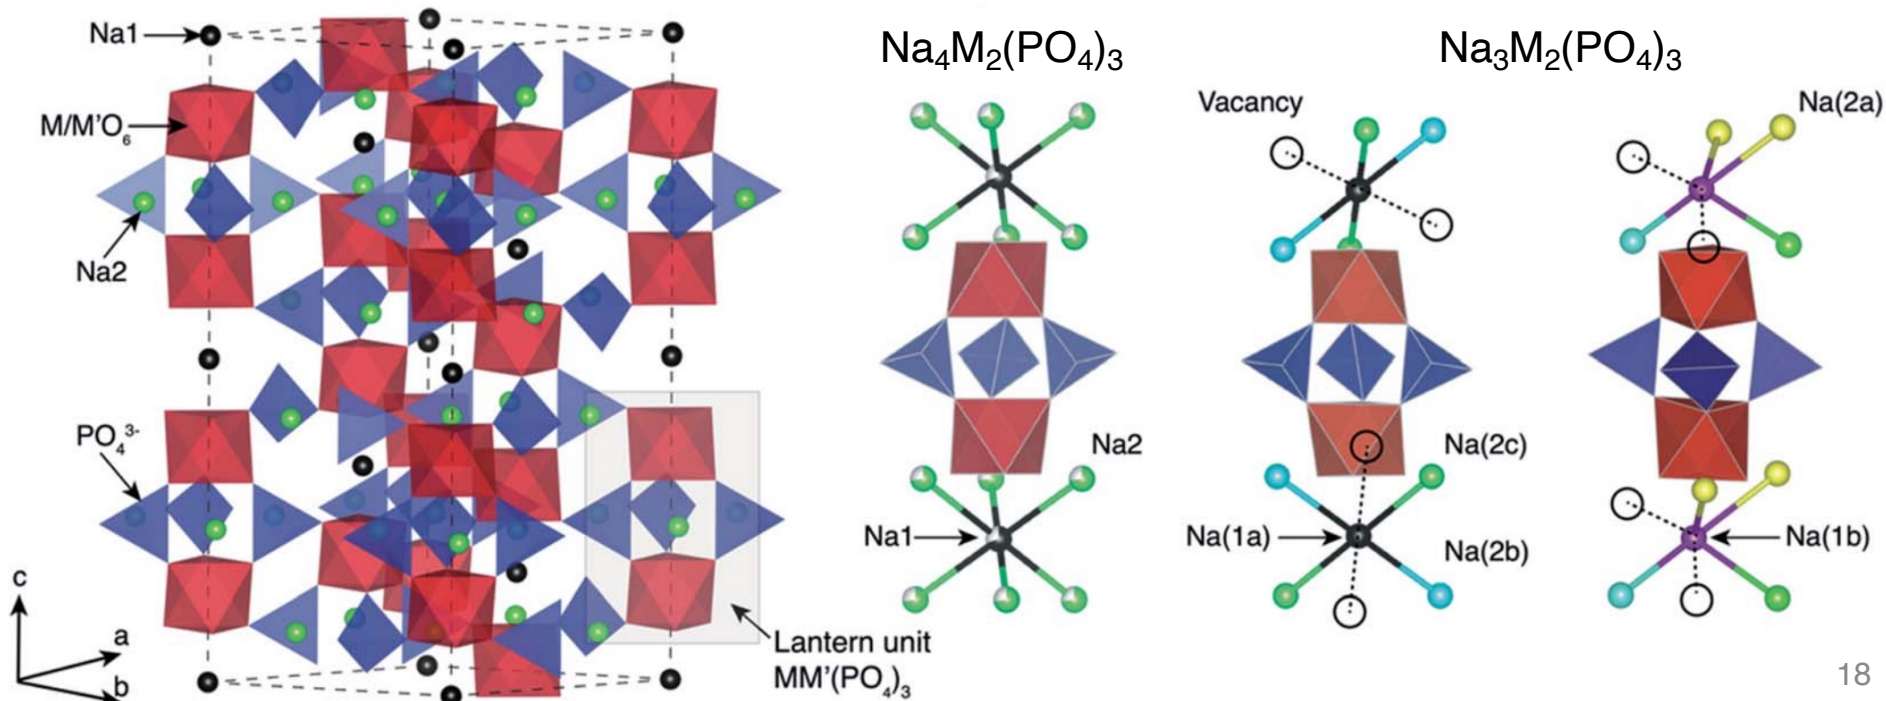 Na1
M/M'O₆
Na2
PO₄³⁻
c
a
b
Lantern unit
MM'(PO₄)₃
Na₄M₂(PO₄)₃
Na2
Na1
Na₃M₂(PO₄)₃
Vacancy
Na(2a)
Na(2c)
Na(1a)
Na(2b)
Na(1b)
18